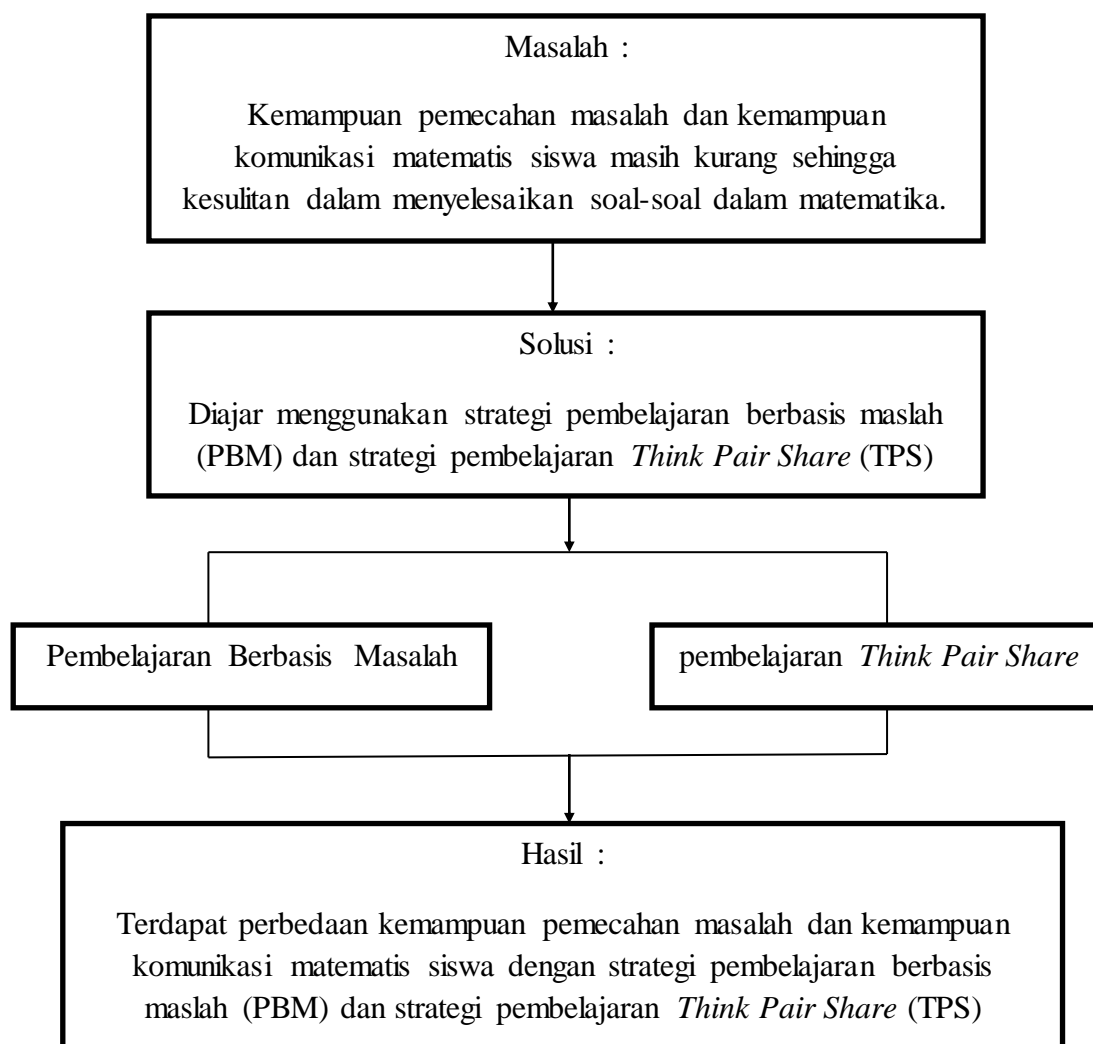 Masalah :
Kemampuan pemecahan masalah dan kemampuan
komunikasi matematis siswa masih kurang sehingga
kesulitan dalam menyelesaikan soal-soal dalam matematika.
Solusi :
Diajar menggunakan strategi pembelajaran berbasis maslah
(PBM) dan strategi pembelajaran Think Pair Share (TPS)
Pembelajaran Berbasis Masalah
pembelajaran Think Pair Share
Hasil :
Terdapat perbedaan kemampuan pemecahan masalah dan kemampuan
komunikasi matematis siswa dengan strategi pembelajaran berbasis
maslah (PBM) dan strategi pembelajaran Think Pair Share (TPS)